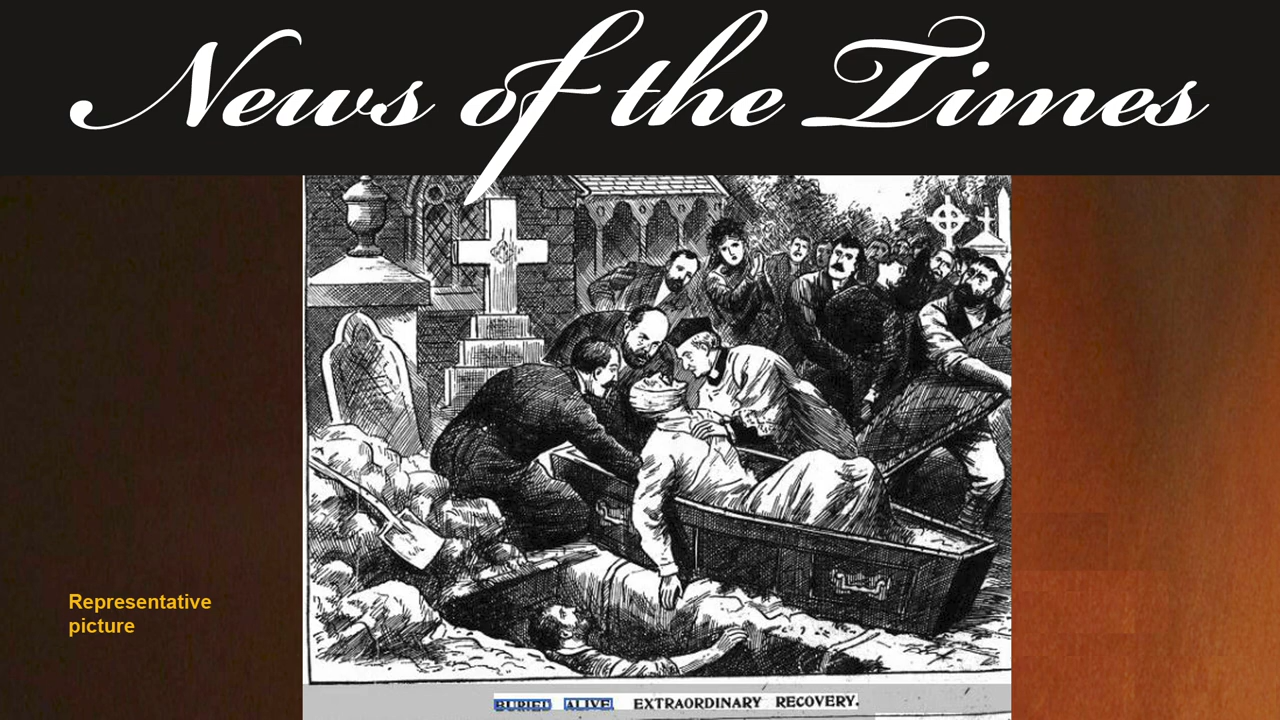 News of the Times
Representative
picture
BURIED ALIVE EXTRAORDINARY RECOVERY.